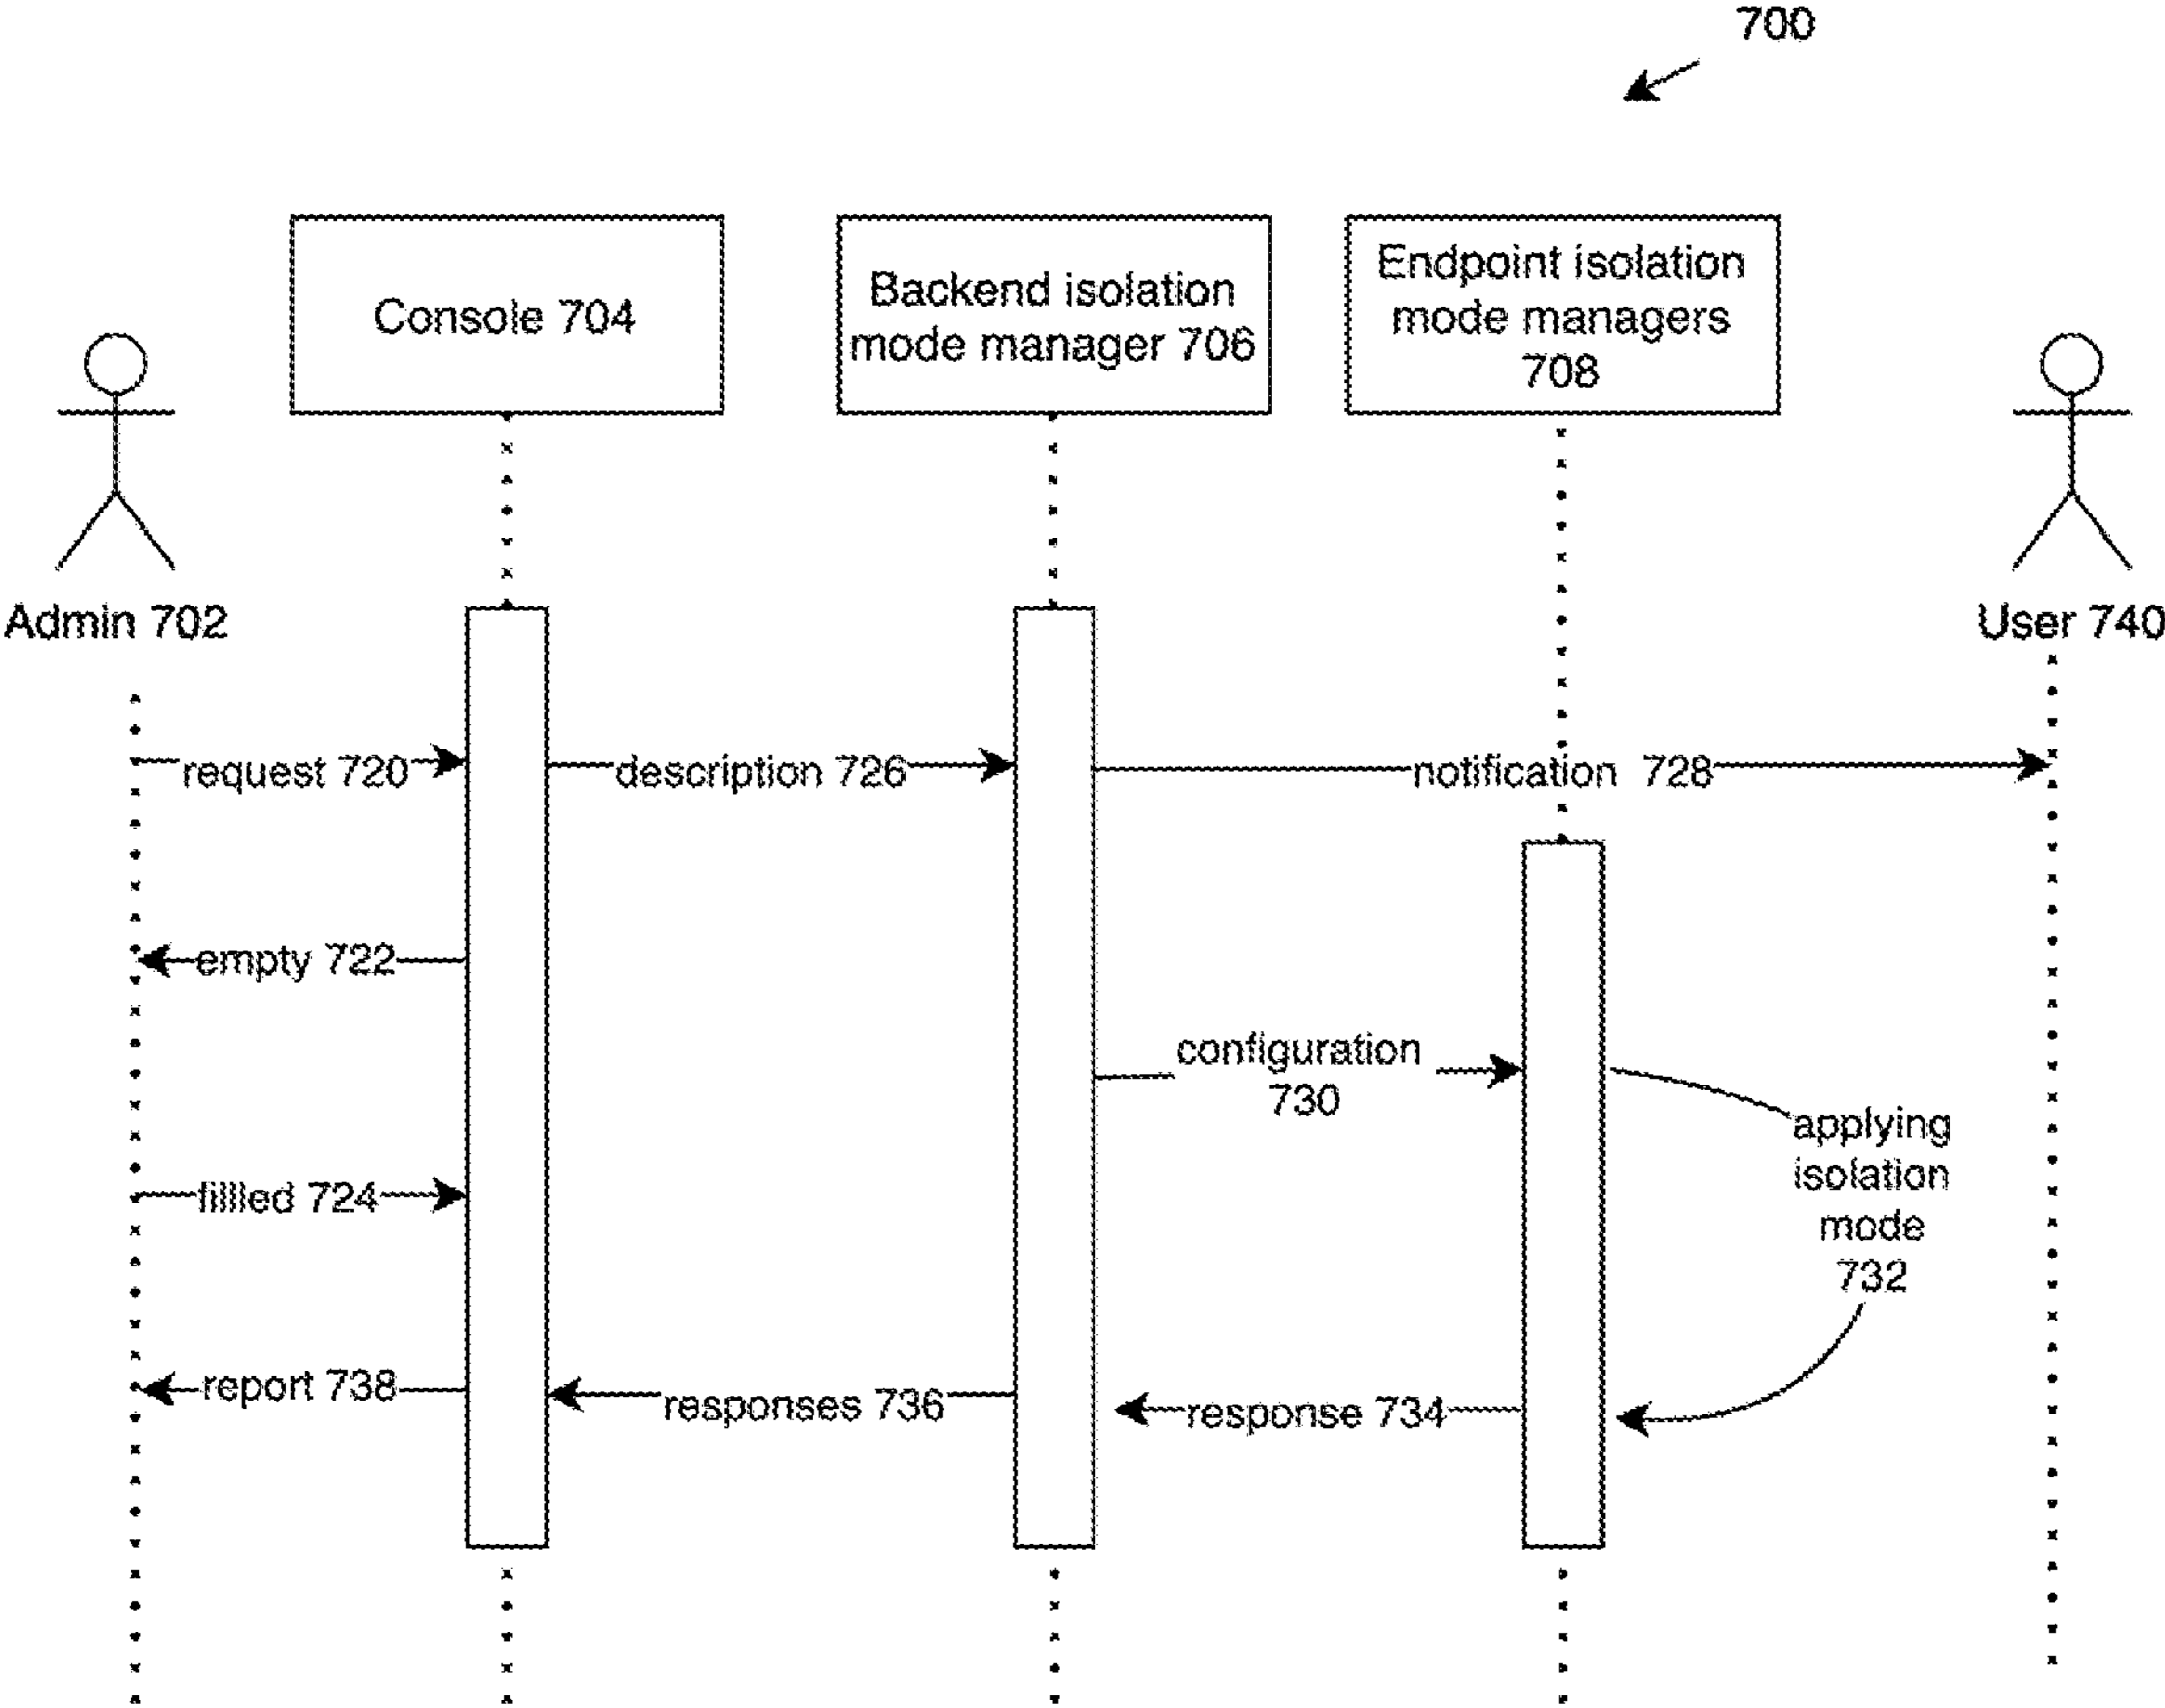 700
Console 704
Backend isolation
mode manager 706
Endpoint isolation
mode managers
708
Admin 702
User 740
request 720
description 726
notification 728
empty 722
configuration
730
applying
isolation
mode
732
fillled 724
report 738
responses 736
response 734